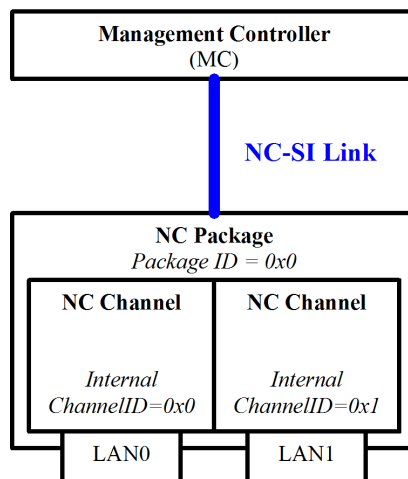 Management Controller
(MC)
NC-SI Link
NC Package
Package ID = 0x0
NC Channel
NC Channel
Internal
ChannelID=0x0
Internal
ChannelID=0x1
LAN0
LAN1